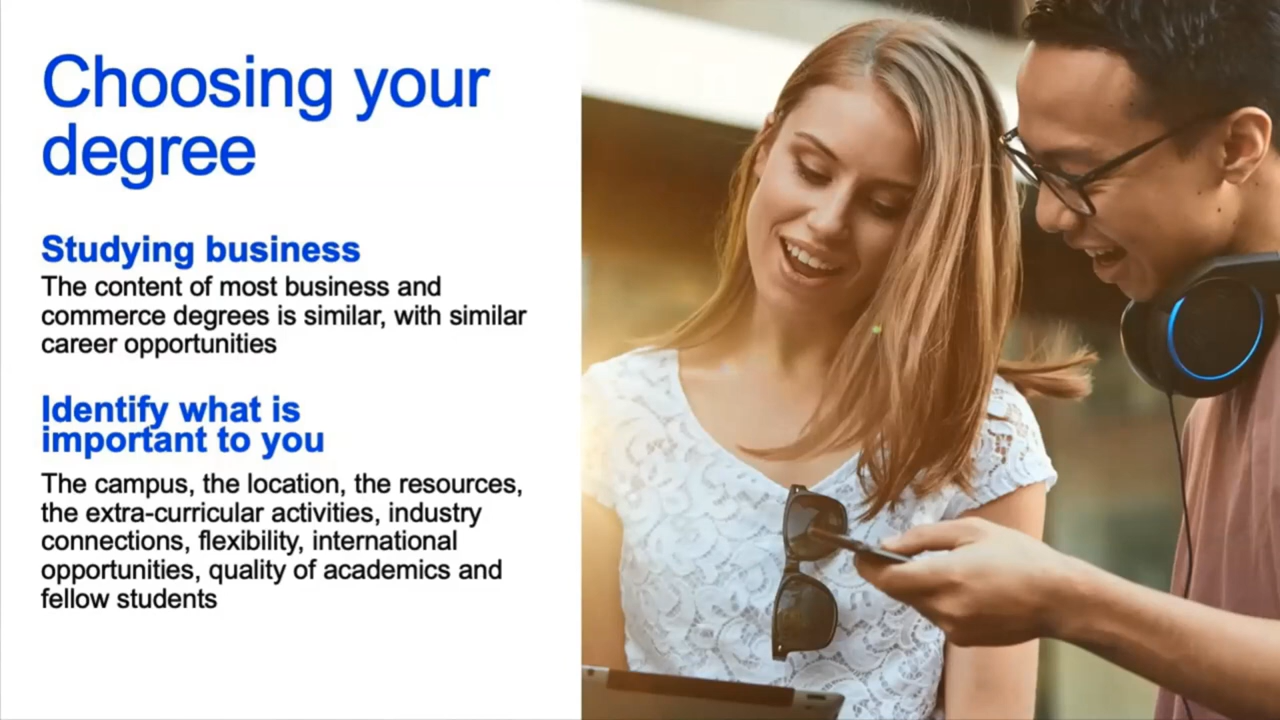 Choosing your
degree
Studying business
The content of most business and
commerce degrees is similar, with similar
career opportunities
Identify what is
important to you
The campus, the location, the resources,
the extra-curricular activities, industry
connections, flexibility, international
opportunities, quality of academics and
fellow students